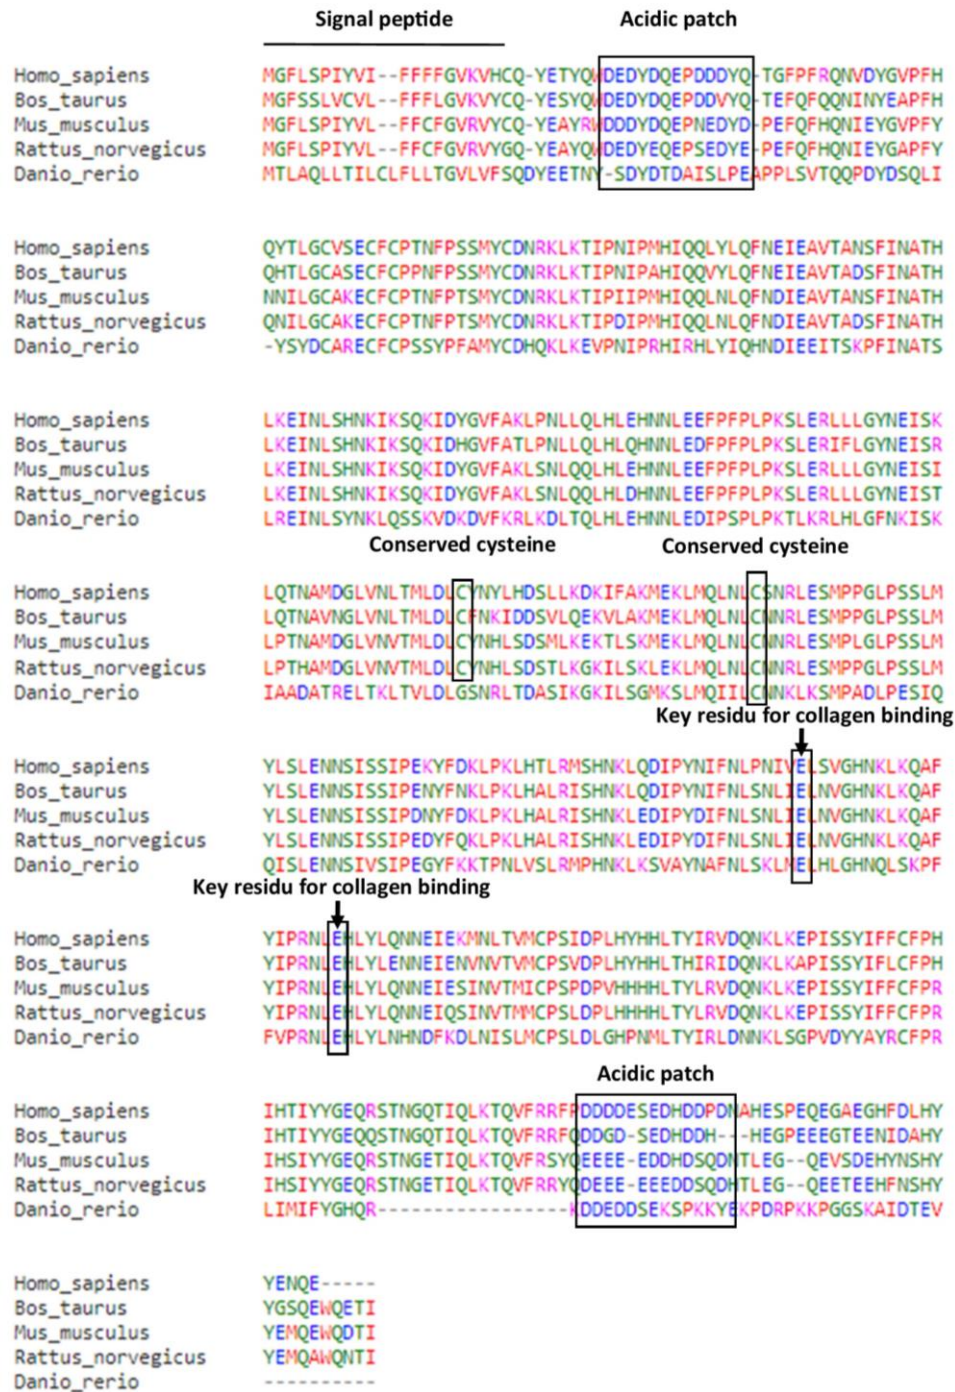 Signal peptide Acidic patch
Homo_sapiens MGFLSPIYVI--FFFFGVKVHCQ-YETYQWDEDYDQEPDDDYQ-TGFPFRQNVDYGVPFH
Bos_taurus MGFSSLVCVL--FFFLGVKVYCQ-YESYQWDEDYDQEPDDVYQ-TEFQFQQNINYEAPFH
Mus_musculus MGFLSPIYVL--FFCFGVRVYCQ-YEAYRWDDDYDQEPNEDYD-PEFQFHQNIEYGVPFY
Rattus_norvegicus MGFLSPIYVL--FFCFGVRVYGQ-YEAYQWDEDYEQEPSEDYE-PEFQFHQNIEYGAPFY
Danio_rerio MTLAQLLTILCLFLLTGVLVFSQDYEETNY-SDYDTDAISLPEAPPLSVTQQPDYDSQLI
Homo_sapiens QYTLGCVSECFCPTNFPSSMYCDNRKLKTIPNIPMHIQQLYLQFNEIEAVTANSFINATH
Bos_taurus QHTLGCASECFCPPNFPSSMYCDNRKLKTIPNIPAHIQQVYLQFNEIEAVTADSFINATH
Mus_musculus NNILGCAKECFCPTNFPTSMYCDNRKLKTIPIIPMHIQQLNLQFNDIEAVTANSFINATH
Rattus_norvegicus QNILGCAKECFCPTNFPTSMYCDNRKLKTIPDIPMHIQQLNLQFNDIEAVTADSFINATH
Danio_rerio -YSYDCARECFCPSSYPFAMYCDHQKLKEVPNIPRHIRHLYIQHNDIEEITSKPFINATS
Homo_sapiens LKEINLSHNKIKSQKIDYGVFAKLPNLLQLHLEHNNLEEFPFPLPKSLERLLLGYNEISK
Bos_taurus LKEINLSHNKIKSQKIDHGVFATLPNLLQLHLQHNNLEDFPFPLPKSLERIFLGYNEISR
Mus_musculus LKEINLSHNKIKSQKIDYGVFAKLSNLQQLHLEHNNLEEFPFPLPKSLERLLLGYNEISI
Rattus_norvegicus LKEINLSHNKIKSQKIDYGVFAKLSNLQQLHLDHNNLEEFPFPLPKSLERLLLGYNEIST
Danio_rerio LREINLSYNKLQSSKVDKDVFKRLKDLTQLHLEHNNLEDIPSPLPKTLKRLHLGFNKISK
Conserved cysteine Conserved cysteine
Homo_sapiens LQTNAMDGLVNLTMLDLCYNYLHDSLLKDKIFAKMEKLMQLNLCSNRLESMPPGLPSSLM
Bos_taurus LQTNAVNGLVNLTMLDLCFNKIDDSVLQEKVLAKMEKLMQLNLCNNRLESMPPGLPSSLM
Mus_musculus LPTNAMDGLVNVTMLDLCYNHLSDSMLKEKTLSKMEKLMQLNLCNNRLESMPLGLPSSLM
Rattus_norvegicus LPTHAMDGLVNVTMLDLCYNHLSDSTLKGKILSKLEKLMQLNLCNNRLESMPPGLPSSLM
Danio_rerio IAADATRELTKLTVLDLGSNRLTDASIKGKILSGMKSLMQIILCNNKLKSMPADLPESIQ
Key residu for collagen binding
Homo_sapiens YLSLENNSISSIPEKYFDKLPKLHTLRMSHNKLQDIPYNIFNLPNIVELSVGHNKLKQAF
Bos_taurus YLSLENNSISSIPENYFNKLPKLHALRISHNKLQDIPYNIFNLSNLIELNVGHNKLKQAF
Mus_musculus YLSLENNSISSIPDNYFDKLPKLHALRISHNKLEDIPYDIFNLSNLIELNVGHNKLKQAF
Rattus_norvegicus YLSLENNSISSIPEDYFQKLPKLHALRISHNKLEDIPYDIFNLSNLIELNVGHNKLKQAF
Danio_rerio QISLENNSIVSIPEGYFKKTPNLVSLRMPHNKLKSVAYNAFNLSKLMELHLGHNQLSKPF
Key residu for collagen binding
Homo_sapiens YIPRNLEHLYLQNNEIEKMNLTVMCPSIDPLHYHHLTYIRVDQNKLKEPISSYIFFCFPH
Bos_taurus YIPRNLEHLYLENNEIENVNVTVMCPSVDPLHYHHLTHIRIDQNKLKAPISSYIFLCFPH
Mus_musculus YIPRNLEHLYLQNNEIESINVTMICPSPDPVHHHHLTYLRVDQNKLKEPISSYIFFCFPR
Rattus_norvegicus YIPRNLEHLYLQNNEIQSINVTMMCPSLDPLHHHHLTYLRVDQNKLKEPISSYIFFCFPR
Danio_rerio FVPRNLEHLYLNHNDFKDLNISLMCPSLDLGHPNMLTYIRLDNNKLSGPVDYYAYRCFPR
Acidic patch
Homo_sapiens IHTIYYGEQRSTNGQTIQLKTQVFRRFPDDDDESEDHDDPDNAHESPEQEGAEGHFDLHY
Bos_taurus IHTIYYGEQQSTNGQTIQLKTQVFRRFQDDGD-SEDHDDH---HEGPEEEGTEENIDAHY
Mus_musculus IHSIYYGEQRSTNGETIQLKTQVFRSYQEEEE-EDDHDSQDNTLEG--QEVSDEHYNSHY
Rattus_norvegicus IHSIYYGEQRSTNGETIQLKTQVFRRYQDEEE-EEEDDSQDHTLEG--QEETEEHFNSHY
Danio_rerio LIMIFYGHQR-----------------KDDEDDSEKSPKKYEKPDRPKKPGGSKAIDTEV
Homo_sapiens YENQE-----
Bos_taurus YGSQEWQETI
Mus_musculus YEMQEWQDTI
Rattus_norvegicus YEMQAWQNTI
Danio_rerio ----------